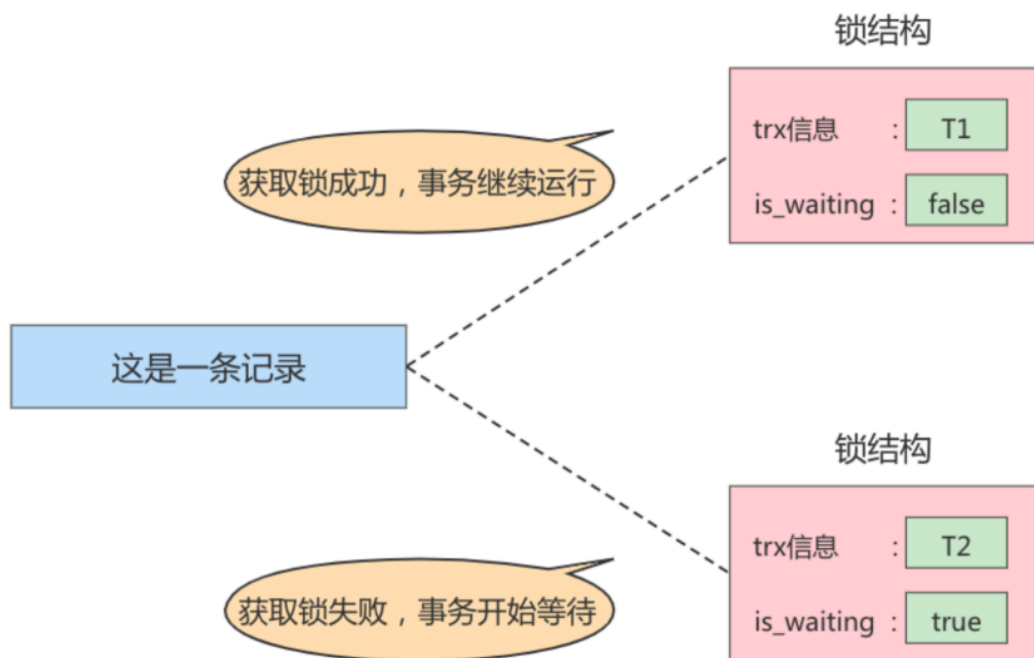 锁结构
trx信息 : T1
获取锁成功，事务继续运行
is_waiting : false
这是一条记录
锁结构
trx信息 : T2
获取锁失败，事务开始等待
is_waiting : true